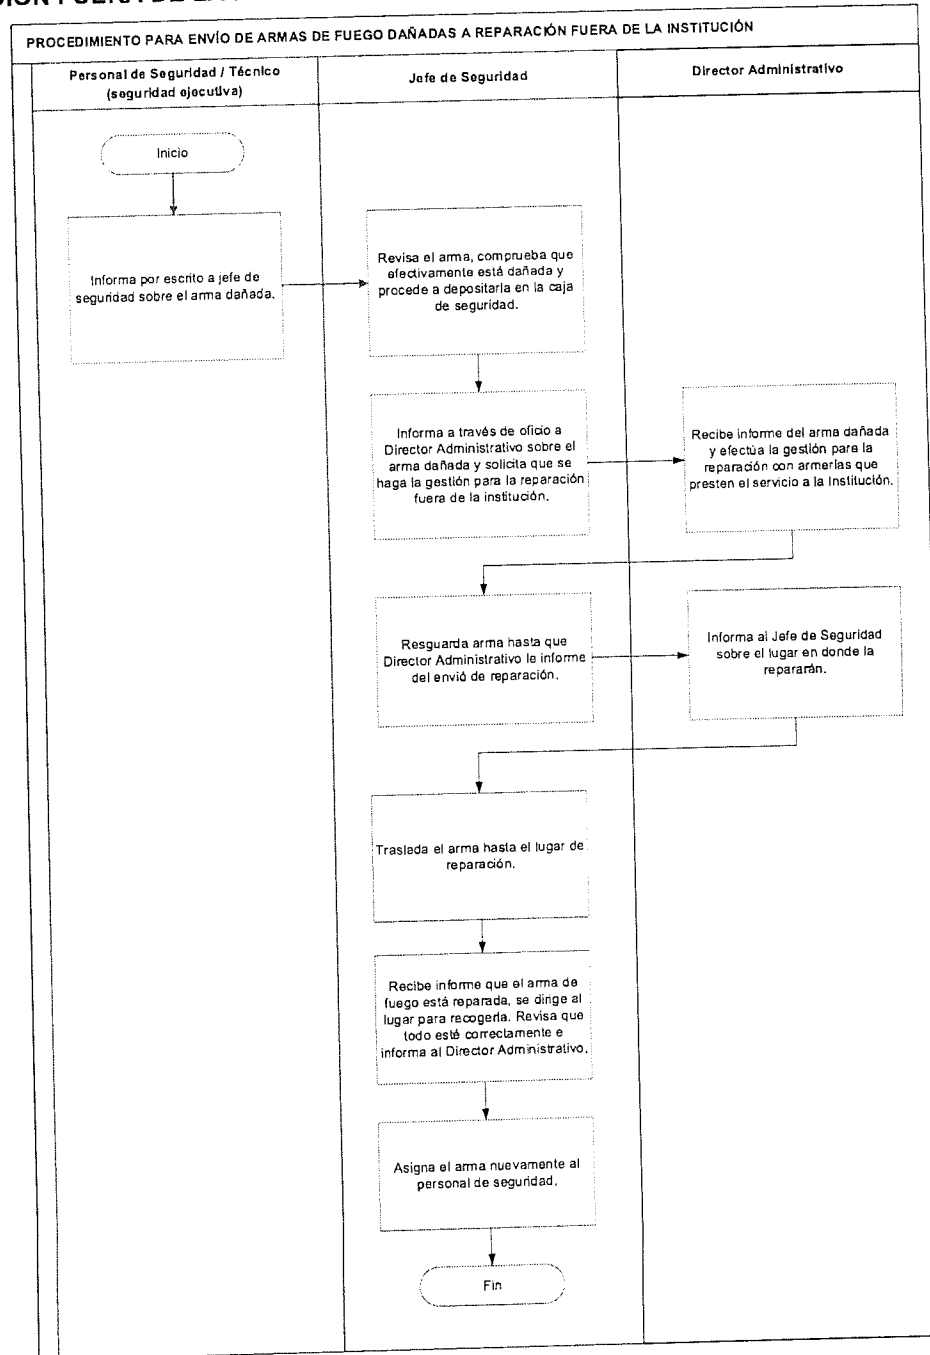 PROCEDIMIENTO PARA ENVÍO DE ARMAS DE FUEGO DAÑADAS A REPARACIÓN FUERA DE LA INSTITUCIÓN
Personal de Seguridad / Técnico
(seguridad ejecutiva)
Jefe de Seguridad
Director Administrativo
Inicio
Informa por escrito a jefe de
seguridad sobre el arma dañada.
Revisa el arma, comprueba que
efectivamente está dañada y
procede a depositarla en la caja
de seguridad.
Informa a través de oficio a
Director Administrativo sobre el
arma dañada y solicita que se
haga la gestión para la reparación
fuera de la institución.
Recibe informe del arma dañada
y efectúa la gestión para la
reparación con armerías que
presten el servicio a la Institución.
Resguarda arma hasta que
Director Administrativo le informe
del envió de reparación.
Informa al Jefe de Seguridad
sobre el lugar en donde la
repararán.
Traslada el arma hasta el lugar de
reparación.
Recibe informe que el arma de
fuego está reparada, se dirige al
lugar para recogerla. Revisa que
todo esté correctamente e
informa al Director Administrativo.
Asigna el arma nuevamente al
personal de seguridad.
Fin